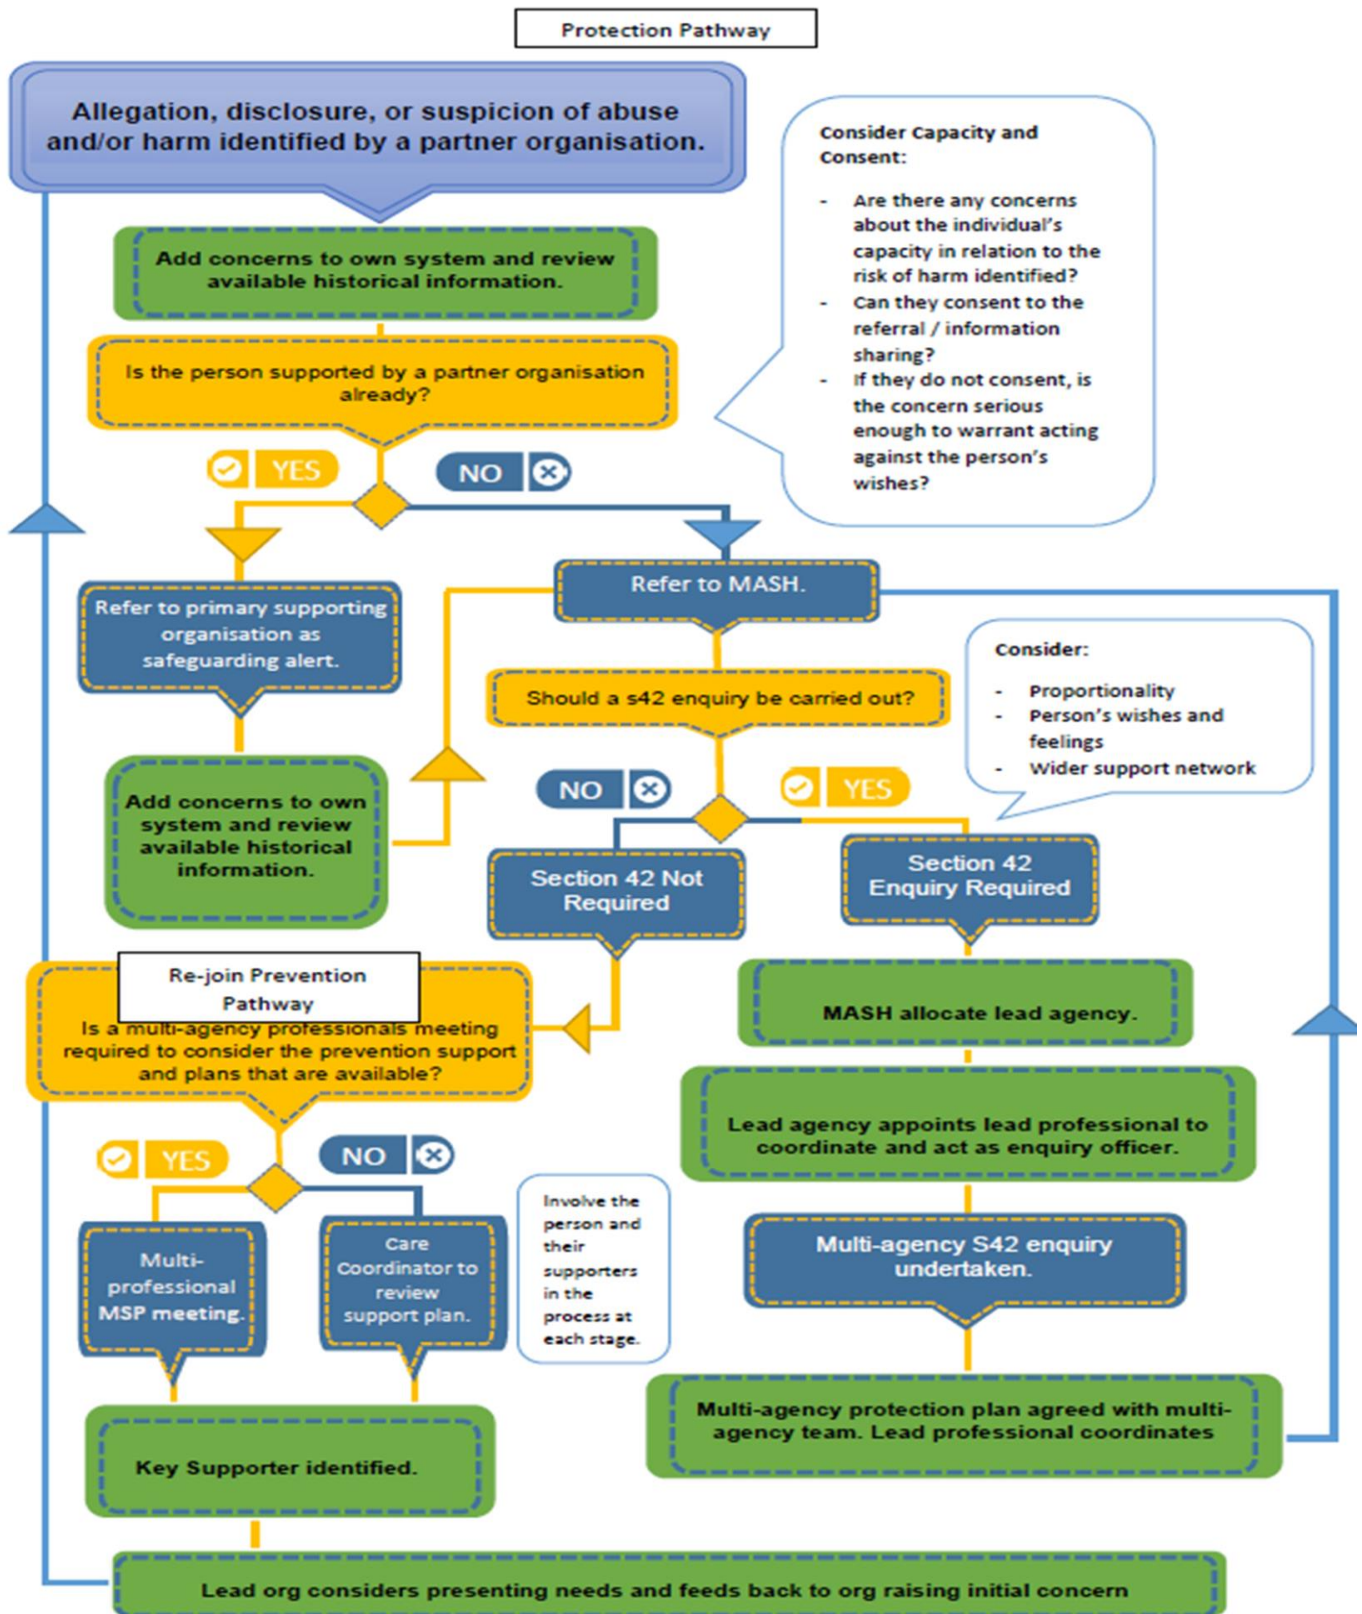 Protection Pathway
Allegation, disclosure, or suspicion of abuse
and/or harm identified by a partner organisation.
Consider Capacity and
Consent:
- Are there any concerns
about the individual's
capacity in relation to the
risk of harm identified?
- Can they consent to the
referral / information
sharing?
- If they do not consent, is
the concern serious
enough to warrant acting
against the person's
wishes?
Add concerns to own system and review
available historical information.
Is the person supported by a partner organisation
already?
YES
NO
Refer to primary supporting
organisation as
safeguarding alert.
Refer to MASH.
Consider:
- Proportionality
- Person's wishes and
feelings
- Wider support network
Should a s42 enquiry be carried out?
Add concerns to own
system and review
available historical
information.
NO
YES
Section 42 Not
Required
Section 42
Enquiry Required
Re-join Prevention
Pathway
Is a multi-agency professionals meeting
required to consider the prevention support
and plans that are available?
MASH allocate lead agency.
Lead agency appoints lead professional to
coordinate and act as enquiry officer.
YES
NO
Multi-
professional
MSP meeting.
Care
Coordinator to
review
support plan.
Involve the
person and
their
supporters
in the
process at
each stage.
Multi-agency S42 enquiry
undertaken.
Multi-agency protection plan agreed with multi-
agency team. Lead professional coordinates
Key Supporter identified.
Lead org considers presenting needs and feeds back to org raising initial concern